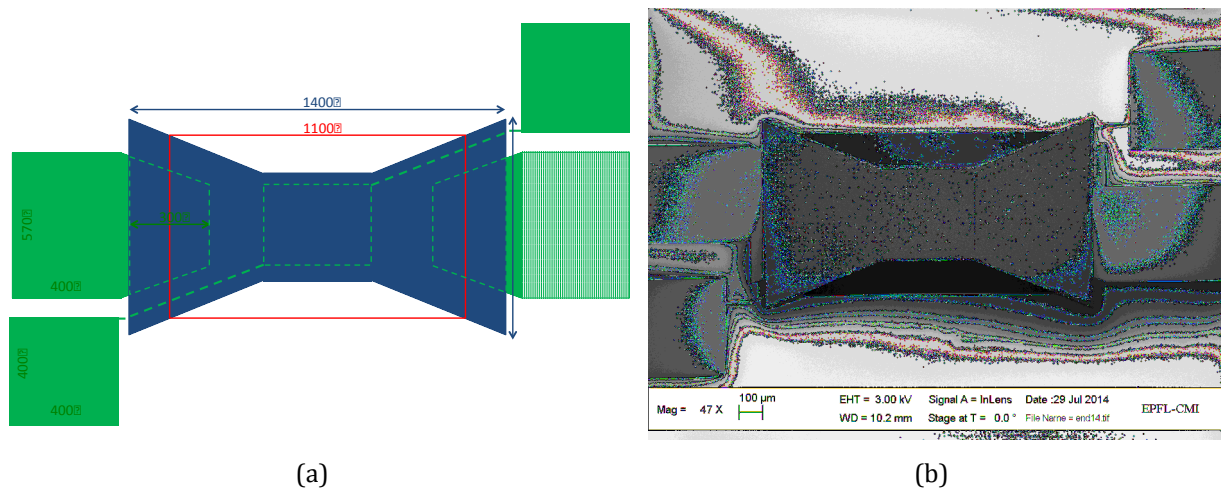 1400
1100
570
400
400
400
100 µm
Mag = 47 X
EHT = 3.00 kV
WD = 10.2 mm
Signal A = InLens
Stage at T = 0.0 °
Date :29 Jul 2014
File Name = end14.tif
EPFL-CMI
(a)
(b)